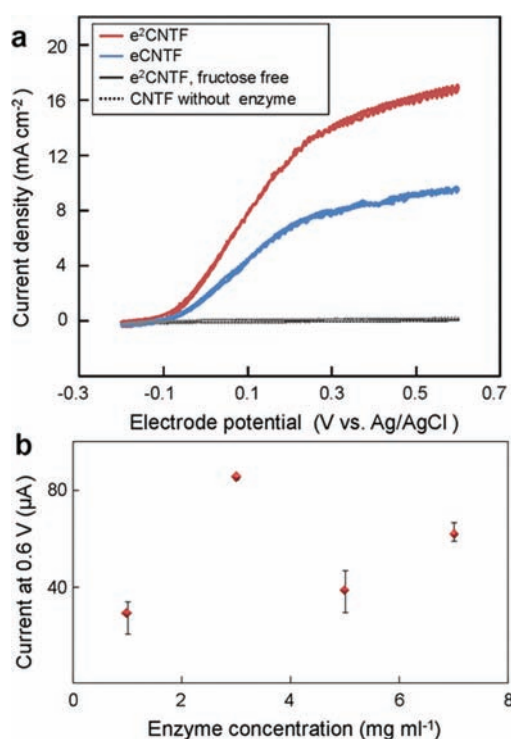 a
20
16
12
8
4
0
Current density (mA cm-2)
e²CNTF
eCNTF
e²CNTF, fructose free
CNTF without enzyme
-0.3 -0.1 0.1 0.3 0.5 0.7
Electrode potential (V vs. Ag/AgCl )
b
80
40
Current at 0.6 V (µA)
0 2 4 6 8
Enzyme concentration (mg ml-1)